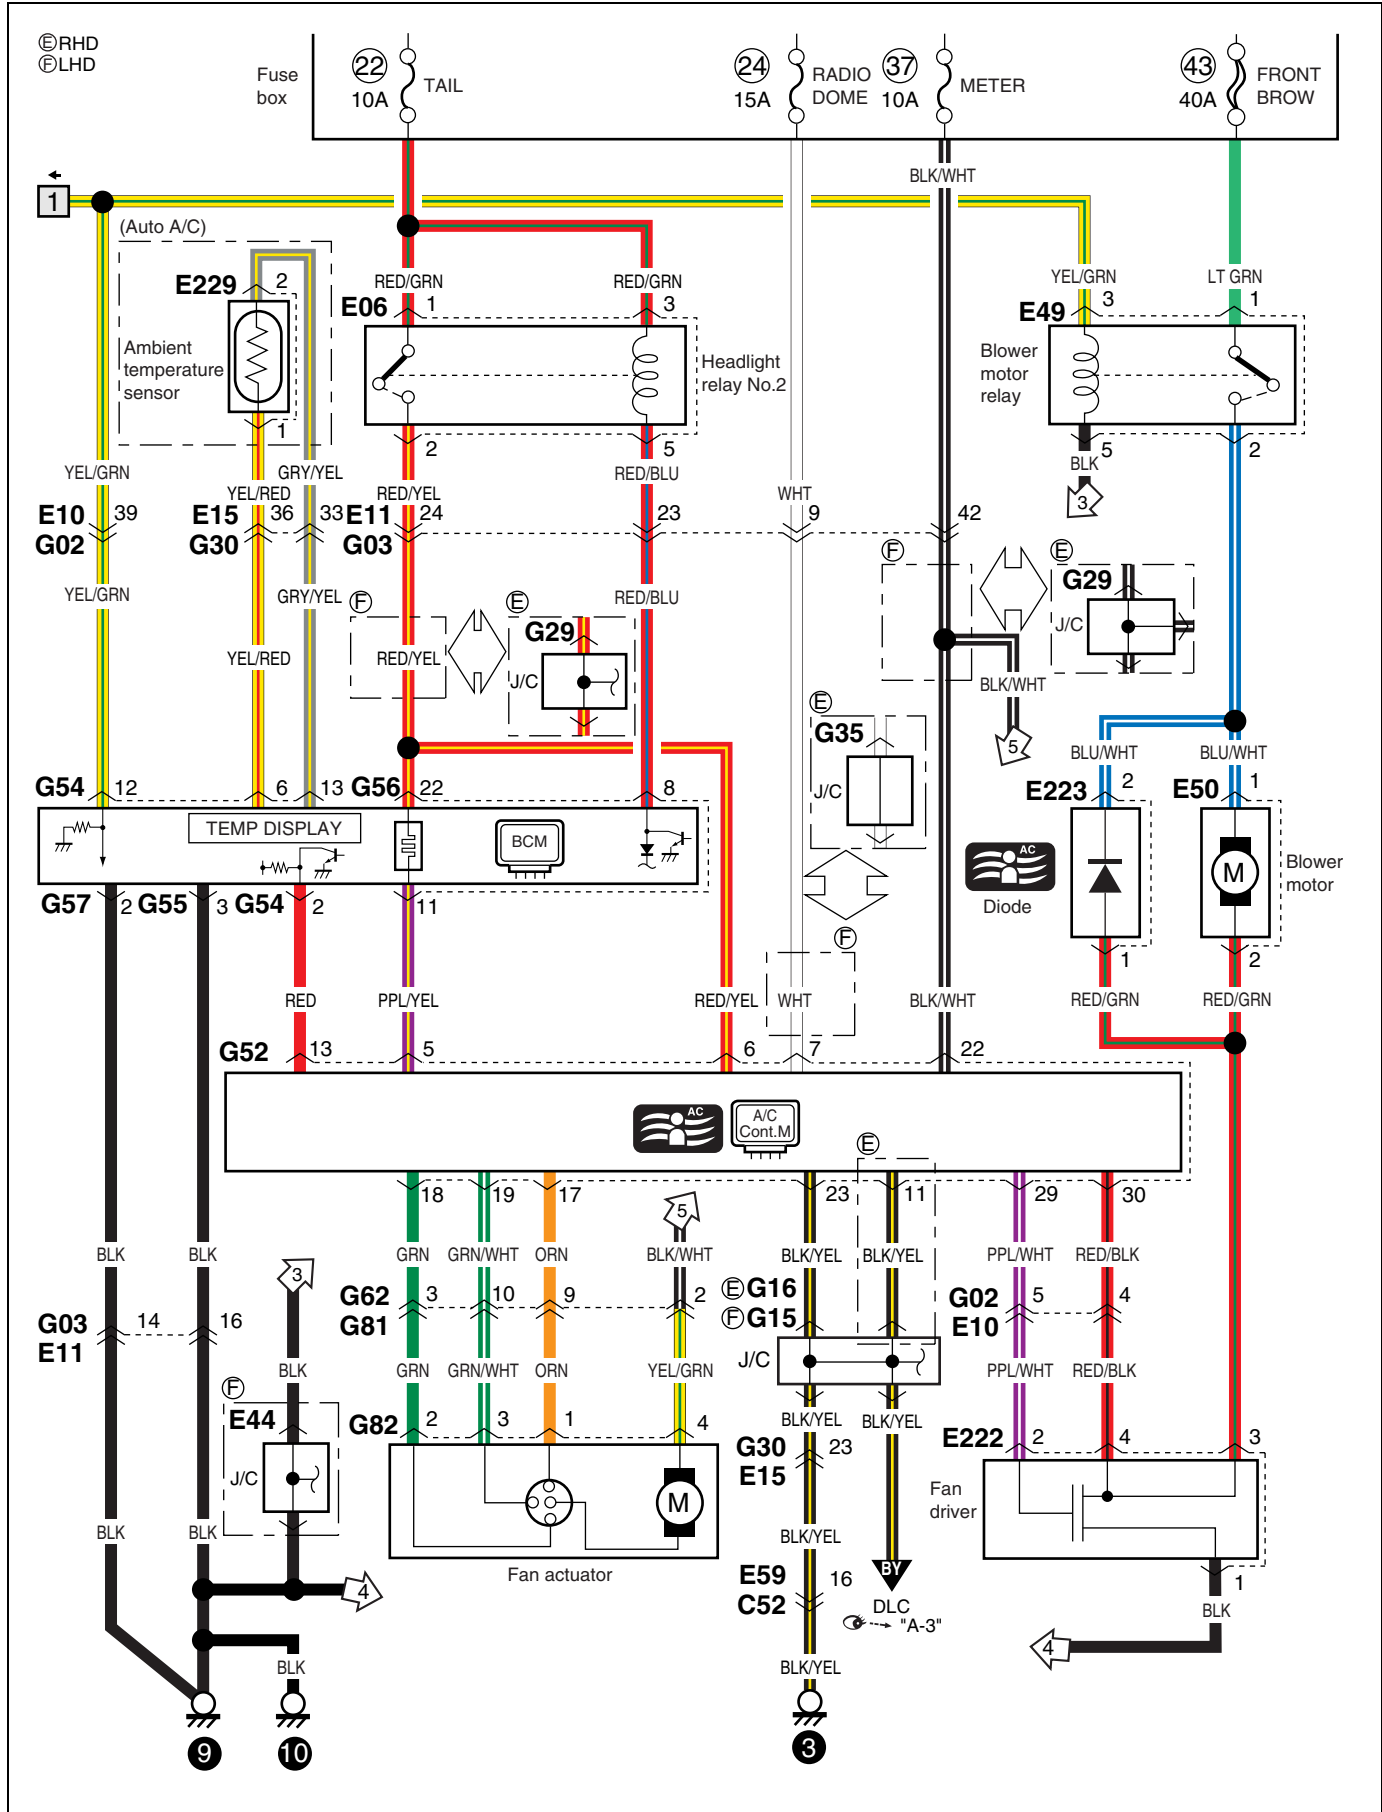 ⒺRHD
ⒻLHD
Fuse
box
22
10A
TAIL
24
15A
RADIO
DOME
37
10A
METER
43
40A
FRONT
BROW
BLK/WHT
1
(Auto A/C)
E229 2
RED/GRN
RED/GRN
YEL/GRN
LT GRN
E06 1
3
E49 3
1
Ambient
temperature
sensor
Headlight
relay No.2
Blower
motor
relay
1
2
5
5
2
YEL/GRN
GRY/YEL
YEL/RED
RED/YEL
RED/BLU
WHT
BLK
3
E10 39
G02
E15 36
G30
33
E11 24
G03
23
9
42
Ⓕ
Ⓔ
G29
J/C
YEL/GRN
GRY/YEL
RED/BLU
Ⓕ
Ⓔ
G29
J/C
YEL/RED
RED/YEL
BLK/WHT
5
Ⓔ
G35
J/C
BLU/WHT
BLU/WHT
G54 12
6
13
G56 22
8
E223 2
E50 1
TEMP DISPLAY
BCM
AC
Diode
M
Blower
motor
G57 2
G55 3
G54 2
11
Ⓕ
1
2
RED
PPL/YEL
RED/YEL
WHT
BLK/WHT
RED/GRN
RED/GRN
G52 13
5
6
7
22
AC
A/C
Cont.M
Ⓔ
18
19
17
5
23
11
29
30
BLK
BLK
GRN
GRN/WHT
ORN
BLK/WHT
BLK/YEL
BLK/YEL
PPL/WHT
RED/BLK
3
G62 3
G81
10
9
2
ⒺG16
ⒻG15
G02 5
E10
4
G03 14
E11
16
J/C
BLK
GRN
GRN/WHT
ORN
YEL/GRN
PPL/WHT
RED/BLK
Ⓕ
E44
J/C
G82 2
3
1
4
BLK/YEL
BLK/YEL
G30 23
E15
E222 2
4
3
M
Fan
driver
BLK
BLK
BLK/YEL
Fan actuator
BY
DLC
"A-3"
E59 16
C52
4
1
BLK
4
BLK
BLK/YEL
9
10
3